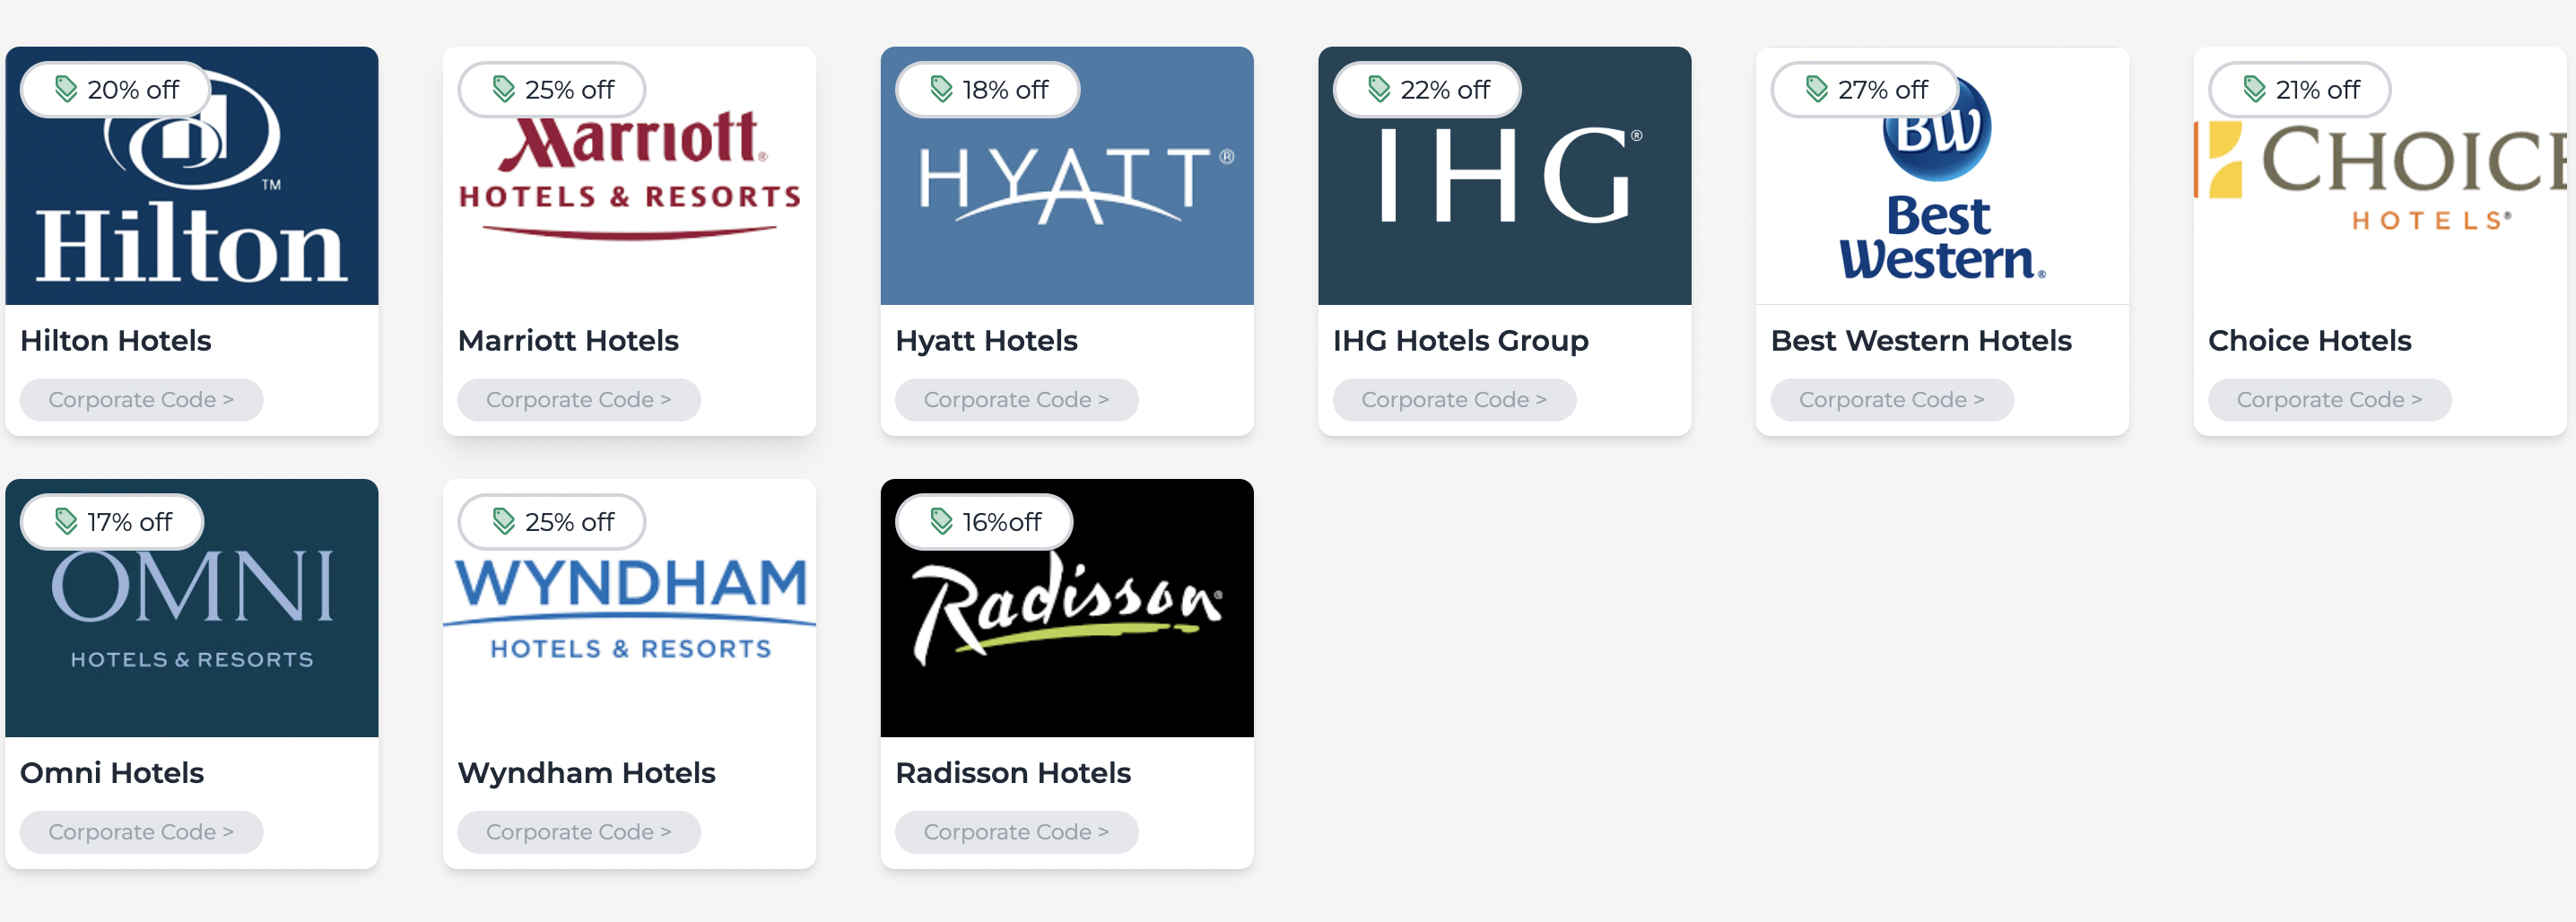 20% off
TM
Hilton
Hilton Hotels
Corporate Code >
25% off
Marriott®
HOTELS & RESORTS
Marriott Hotels
Corporate Code >
18% off
HYATT®
Hyatt Hotels
Corporate Code >
22% off
IHG®
IHG Hotels Group
Corporate Code >
27% off
BW
Best
Western®
Best Western Hotels
Corporate Code >
21% off
CHOICE
HOTELS®
Choice Hotels
Corporate Code >
17% off
OMNI
HOTELS & RESORTS
Omni Hotels
Corporate Code >
25% off
WYNDHAM
HOTELS & RESORTS
Wyndham Hotels
Corporate Code >
16%off
Radisson®
Radisson Hotels
Corporate Code >